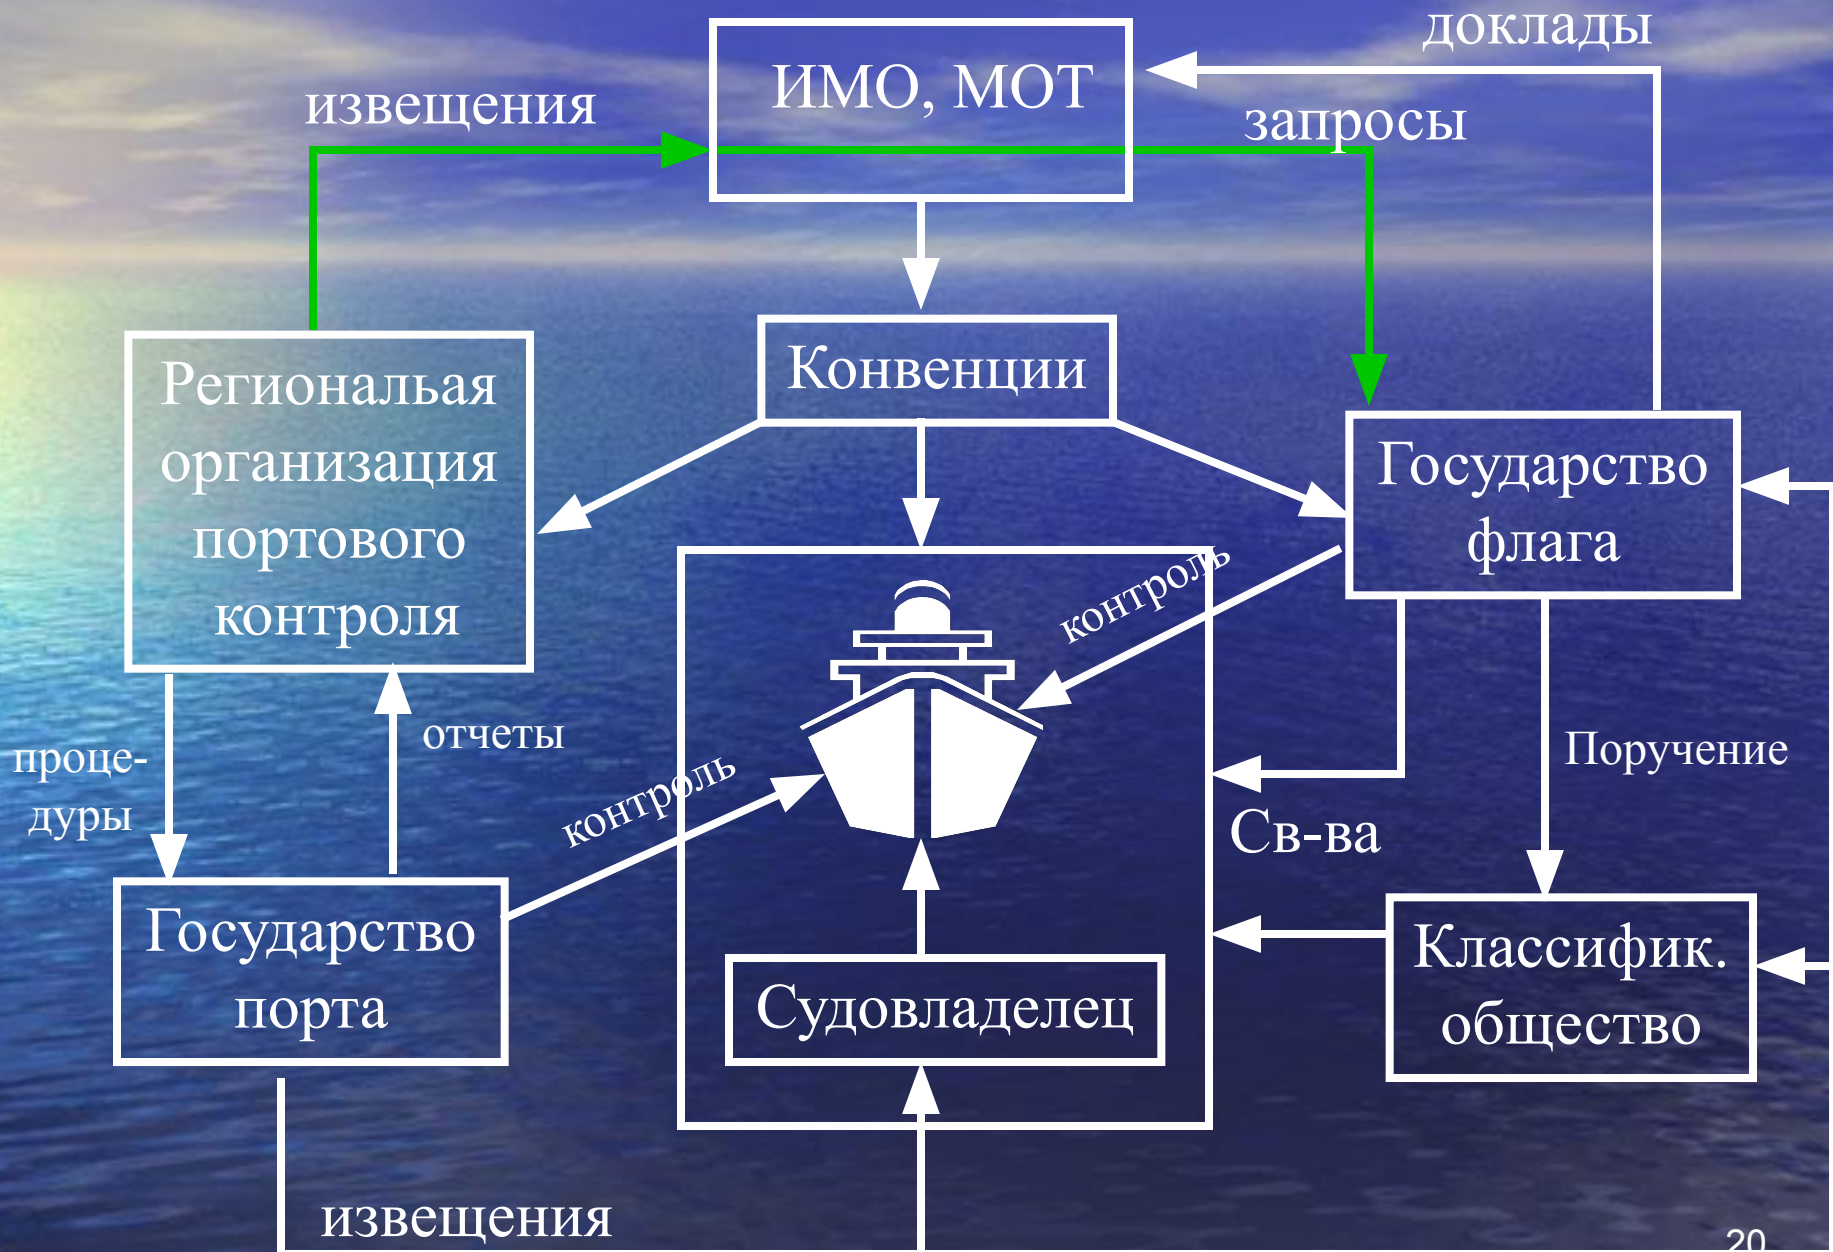 доклады
ИМО, МОТ
извещения
запросы
Конвенции
Региональая
организация
портового
контроля
Государство
флага
контроль
отчеты
проце-
дуры
контроль
Поручение
Св-ва
Государство
порта
Судовладелец
Классифик.
общество
извещения
20